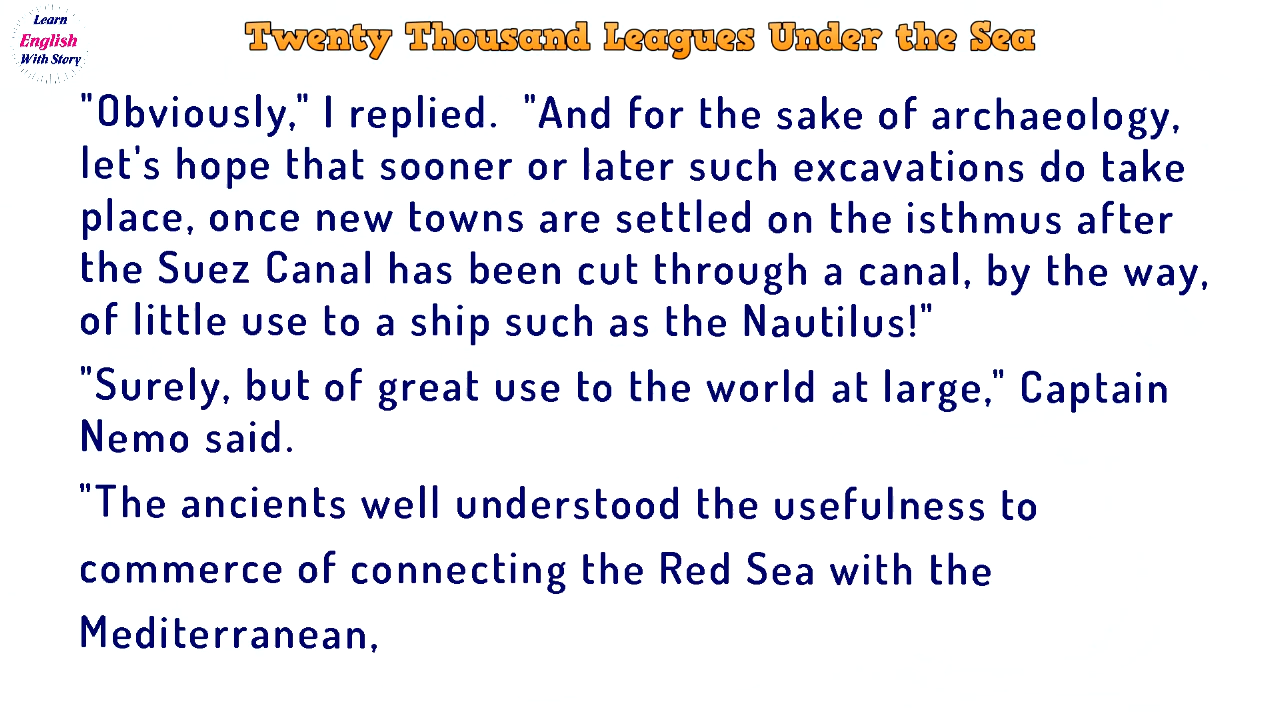 Learn
English
With Story
Twenty Thousand Leagues Under the Sea
"Obviously," I replied.  "And for the sake of archaeology,
let's hope that sooner or later such excavations do take
place, once new towns are settled on the isthmus after
the Suez Canal has been cut through a canal, by the way,
of little use to a ship such as the Nautilus!"
"Surely, but of great use to the world at large," Captain
Nemo said.
"The ancients well understood the usefulness to
commerce of connecting the Red Sea with the
Mediterranean,